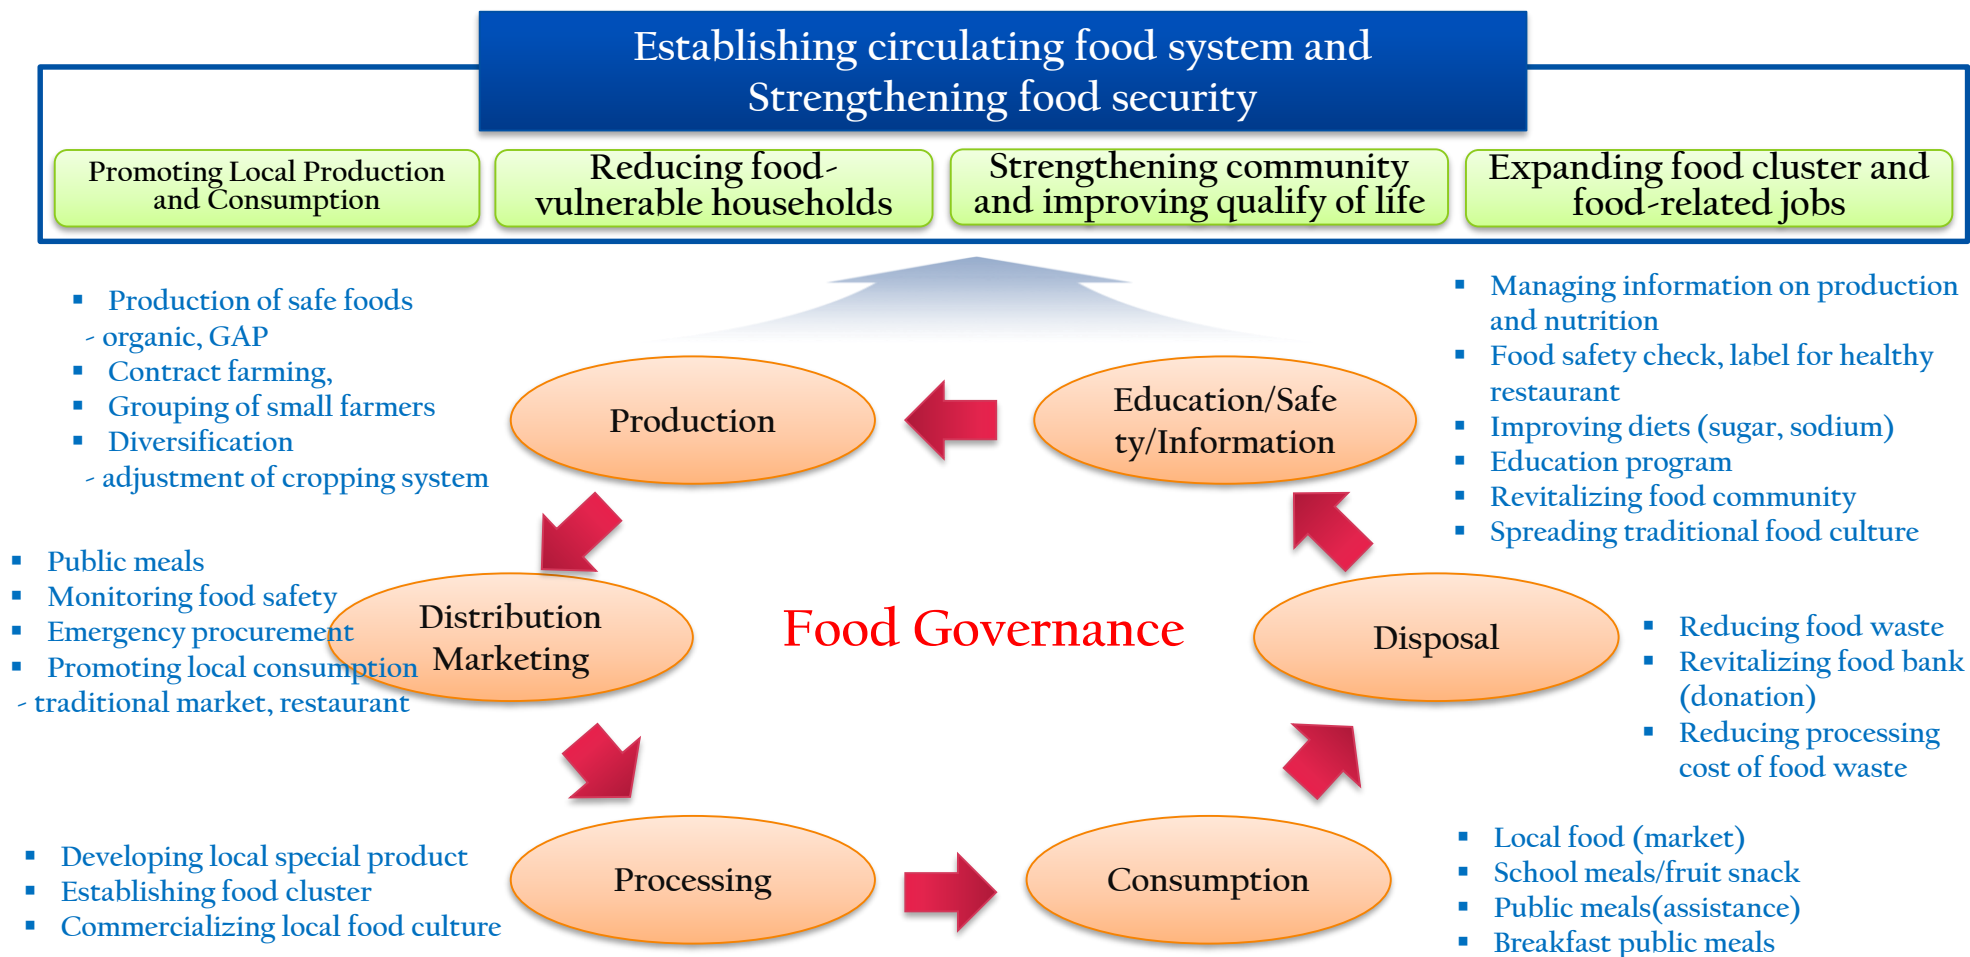 Establishing circulating food system and
Strengthening food security
Promoting Local Production
and Consumption
Reducing food-
vulnerable households
Strengthening community
and improving qualify of life
Expanding food cluster and
food-related jobs
▪ Production of safe foods
- organic, GAP
▪ Contract farming,
▪ Grouping of small farmers
▪ Diversification
- adjustment of cropping system
Production
Education/Safe
ty/Information
▪ Managing information on production
and nutrition
▪ Food safety check, label for healthy
restaurant
▪ Improving diets (sugar, sodium)
▪ Education program
▪ Revitalizing food community
▪ Spreading traditional food culture
▪ Public meals
▪ Monitoring food safety
▪ Emergency procurement
▪ Promoting local consumption
- traditional market, restaurant
Distribution
Marketing
Food Governance
Disposal
▪ Reducing food waste
▪ Revitalizing food bank
(donation)
▪ Reducing processing
cost of food waste
▪ Developing local special product
▪ Establishing food cluster
▪ Commercializing local food culture
Processing
Consumption
▪ Local food (market)
▪ School meals/fruit snack
▪ Public meals(assistance)
▪ Breakfast public meals